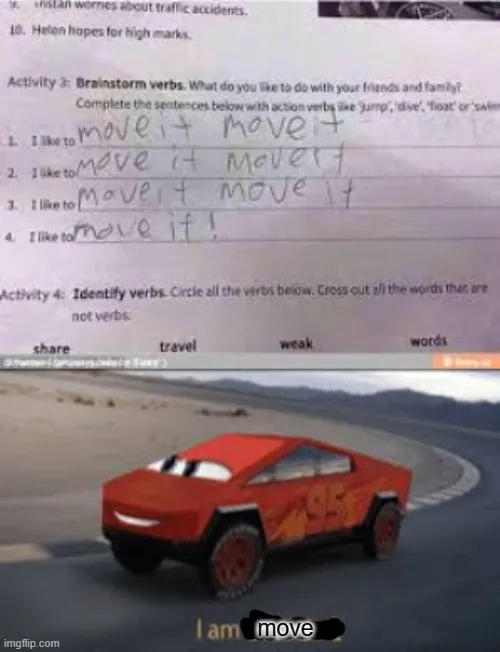 9. Instan worries about traffic accidents.
10. Helen hopes for high marks.
Activity 3: Brainstorm verbs. What do you like to do with your friends and family?
Complete the sentences below with action verbs like 'jump', 'dive', 'float' or 'swim
1. I like to move it move it
2. I like to move it move it
3. I like to move it move it
4. I like to move it!
Activity 4: Identify verbs. Circle all the verbs below. Cross out all the words that are
not verbs.
share travel weak words
95
I am move
imgflip.com